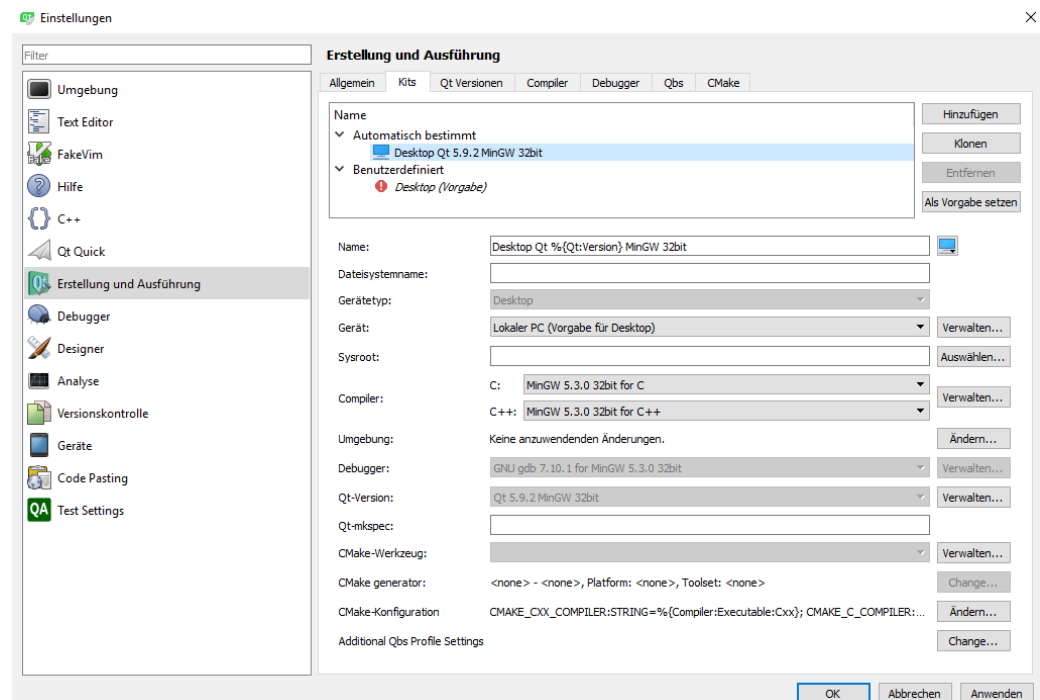 Einstellungen
Filter
Umgebung
Text Editor
FakeVim
Hilfe
C++
Qt Quick
Erstellung und Ausführung
Debugger
Designer
Analyse
Versionskontrolle
Geräte
Code Pasting
QA Test Settings
Erstellung und Ausführung
Allgemein Kits Qt Versionen Compiler Debugger Qbs CMake
Name
Automatisch bestimmt
Desktop Qt 5.9.2 MinGW 32bit
Benutzerdefiniert
Desktop (Vorgabe)
Hinzufügen
Klonen
Entfernen
Als Vorgabe setzen
Name: Desktop Qt %{Qt:Version} MinGW 32bit
Dateisystemname:
Gerätetyp: Desktop
Gerät: Lokaler PC (Vorgabe für Desktop) Verwalten...
Sysroot: Auswählen...
Compiler: C: MinGW 5.3.0 32bit for C Verwalten...
C++: MinGW 5.3.0 32bit for C++
Umgebung: Keine anzuwendenden Änderungen. Ändern...
Debugger: GNU gdb 7.10.1 for MinGW 5.3.0 32bit Verwalten...
Qt-Version: Qt 5.9.2 MinGW 32bit Verwalten...
Qt-mkspec:
CMake-Werkzeug: Verwalten...
CMake generator: <none> - <none>, Platform: <none>, Toolset: <none> Change...
CMake-Konfiguration CMAKE_CXX_COMPILER:STRING=%{Compiler:Executable:Cxx}; CMAKE_C_COMPILER:... Ändern...
Additional Qbs Profile Settings Change...
OK Abbrechen Anwenden